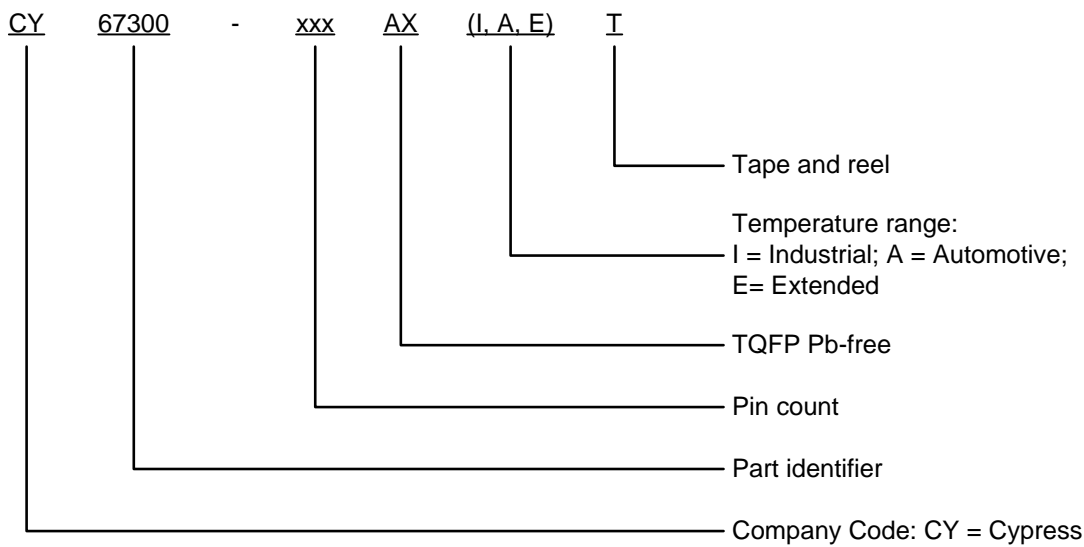 CY 67300 - xxx AX (I, A, E) T
Tape and reel
Temperature range:
I = Industrial; A = Automotive;
E= Extended
TQFP Pb-free
Pin count
Part identifier
Company Code: CY = Cypress